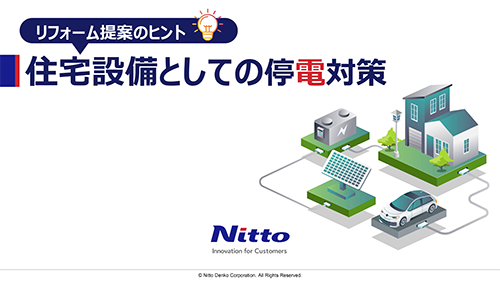 リフォーム提案のヒント
住宅設備としての停電対策
Nitto
Innovation for Customers
© Nitto Denko Corporation. All Rights Reserved